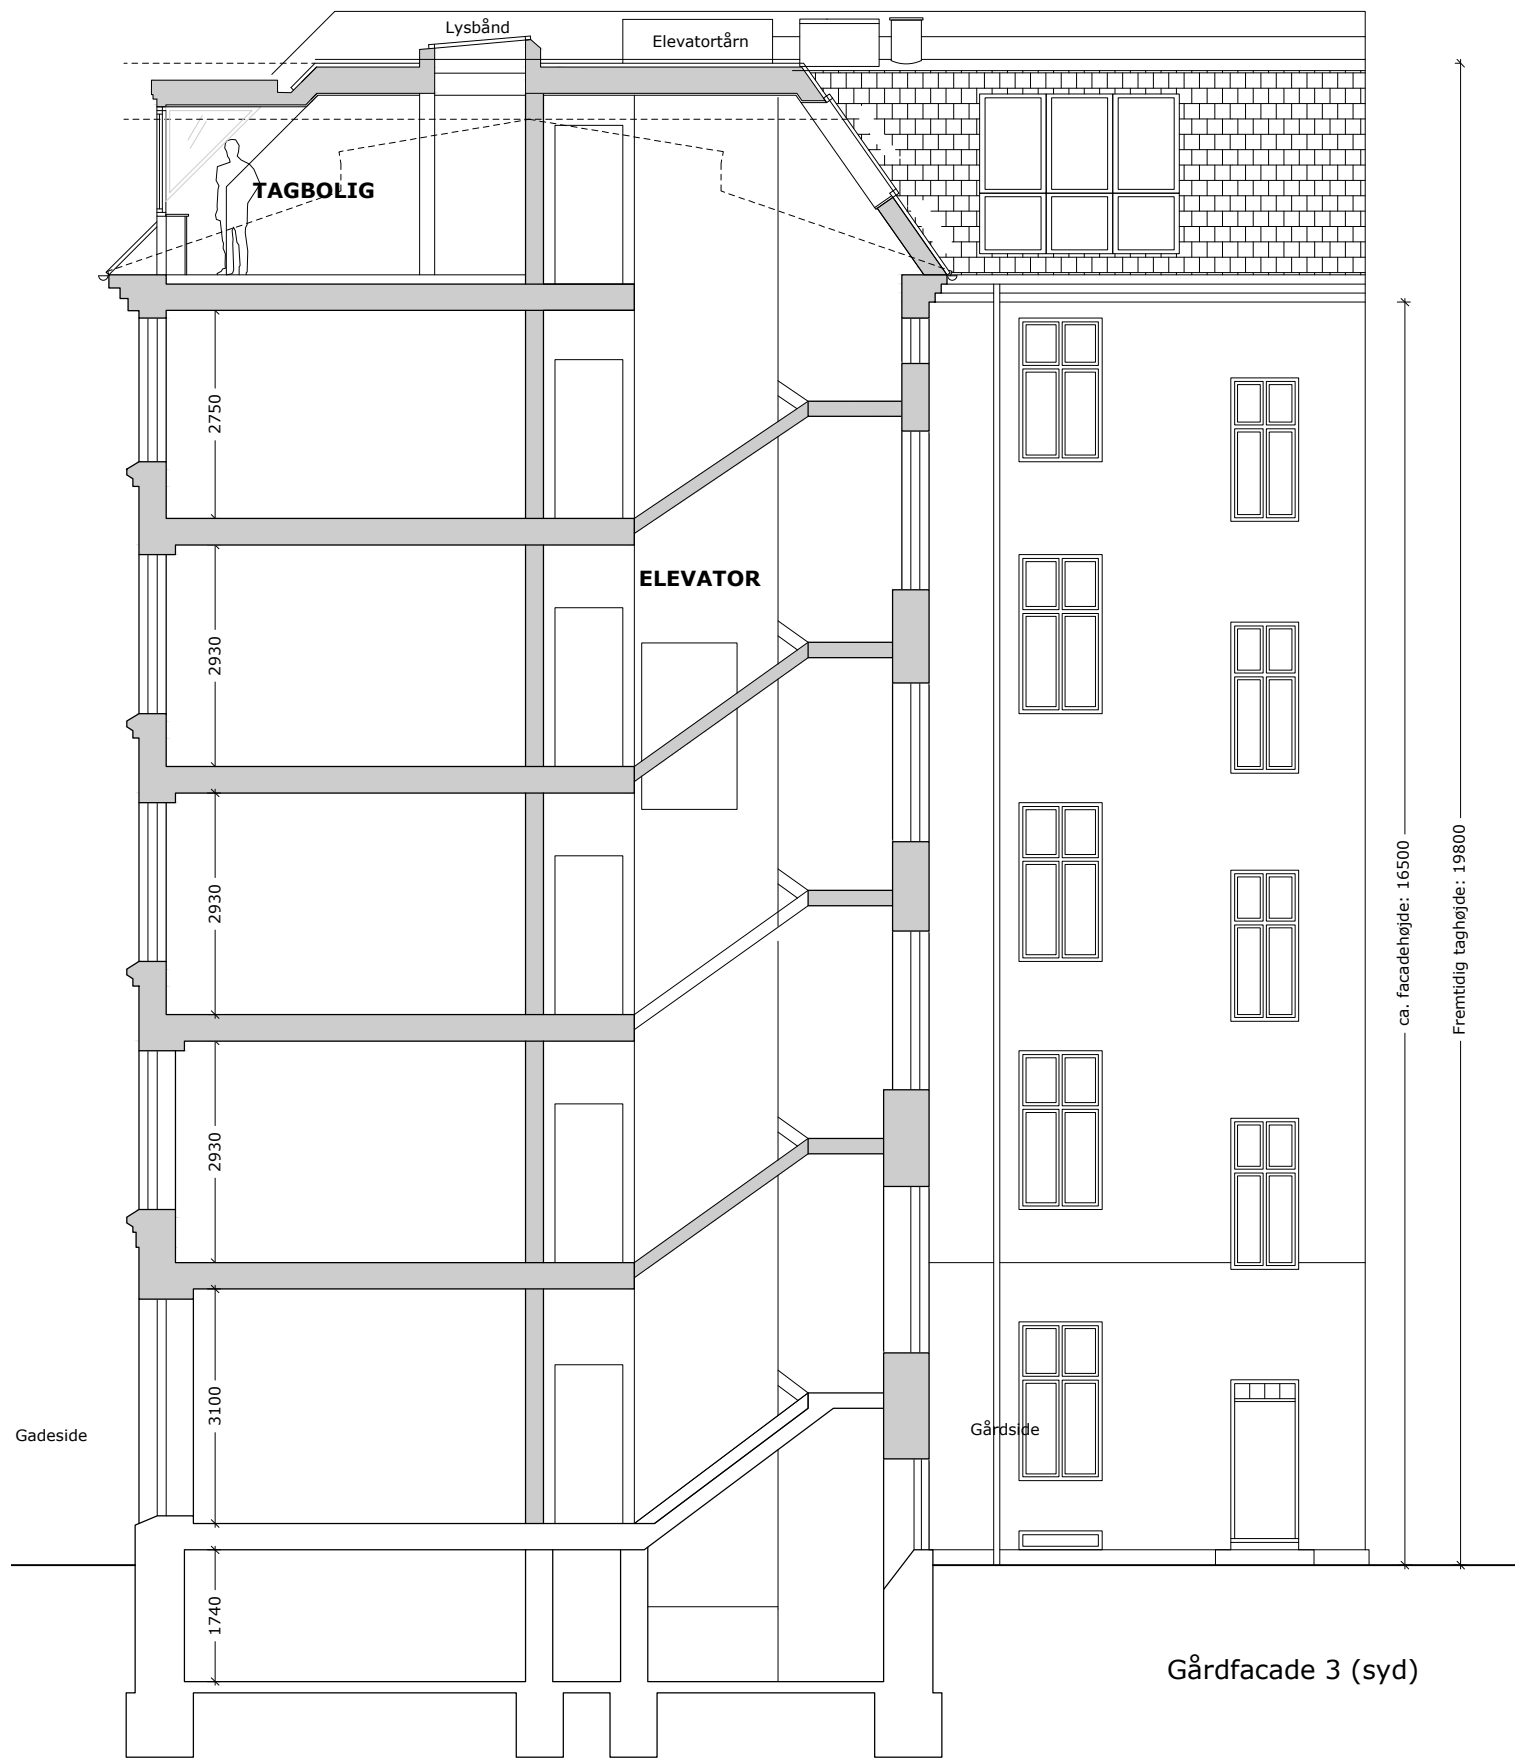 Lysbånd
Elevatortårn
TAGBOLIG
2750
ELEVATOR
2930
2930
2930
3100
1740
Gadeside
Gårdside
ca. facadehøjde: 16500
Fremtidig taghøjde: 19800
Gårdfacade 3 (syd)